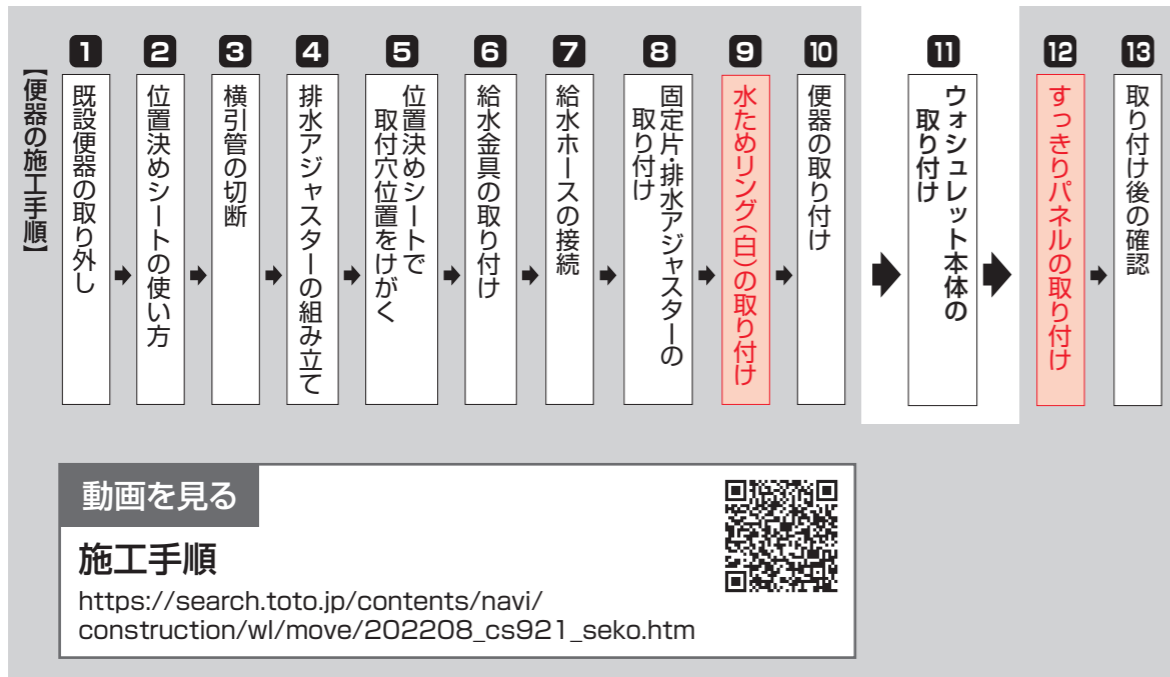 【便器の施工手順】
1
既設便器の取り外し
2
位置決めシートの使い方
3
横引管の切断
4
排水アジャスターの組み立て
5
位置決めシートで
取付穴位置をけがく
6
給水金具の取り付け
7
給水ホースの接続
8
固定片・排水アジャスターの
取り付け
9
水ためリング(白)の取り付け
10
便器の取り付け
11
ウォシュレット本体の
取り付け
12
すっきりパネルの取り付け
13
取り付け後の確認
動画を見る
施工手順
https://search.toto.jp/contents/navi/
construction/wl/move/202208_cs921_seko.htm